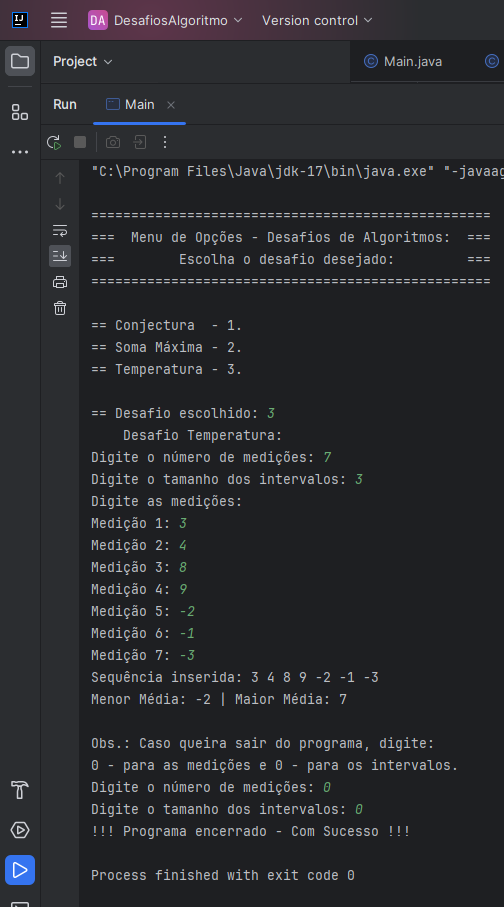 IJ
DA DesafiosAlgoritmo Version control
Project
Main.java
Run Main
"C:\Program Files\Java\jdk-17\bin\java.exe" "-javaag
==================================================
===  Menu de Opções - Desafios de Algoritmos:  ===
===        Escolha o desafio desejado:         ===
==================================================
== Conjectura  - 1.
== Soma Máxima - 2.
== Temperatura - 3.
== Desafio escolhido: 3
    Desafio Temperatura:
Digite o número de medições: 7
Digite o tamanho dos intervalos: 3
Digite as medições:
Medição 1: 3
Medição 2: 4
Medição 3: 8
Medição 4: 9
Medição 5: -2
Medição 6: -1
Medição 7: -3
Sequência inserida: 3 4 8 9 -2 -1 -3
Menor Média: -2 | Maior Média: 7
Obs.: Caso queira sair do programa, digite:
0 - para as medições e 0 - para os intervalos.
Digite o número de medições: 0
Digite o tamanho dos intervalos: 0
!!! Programa encerrado - Com Sucesso !!!
Process finished with exit code 0